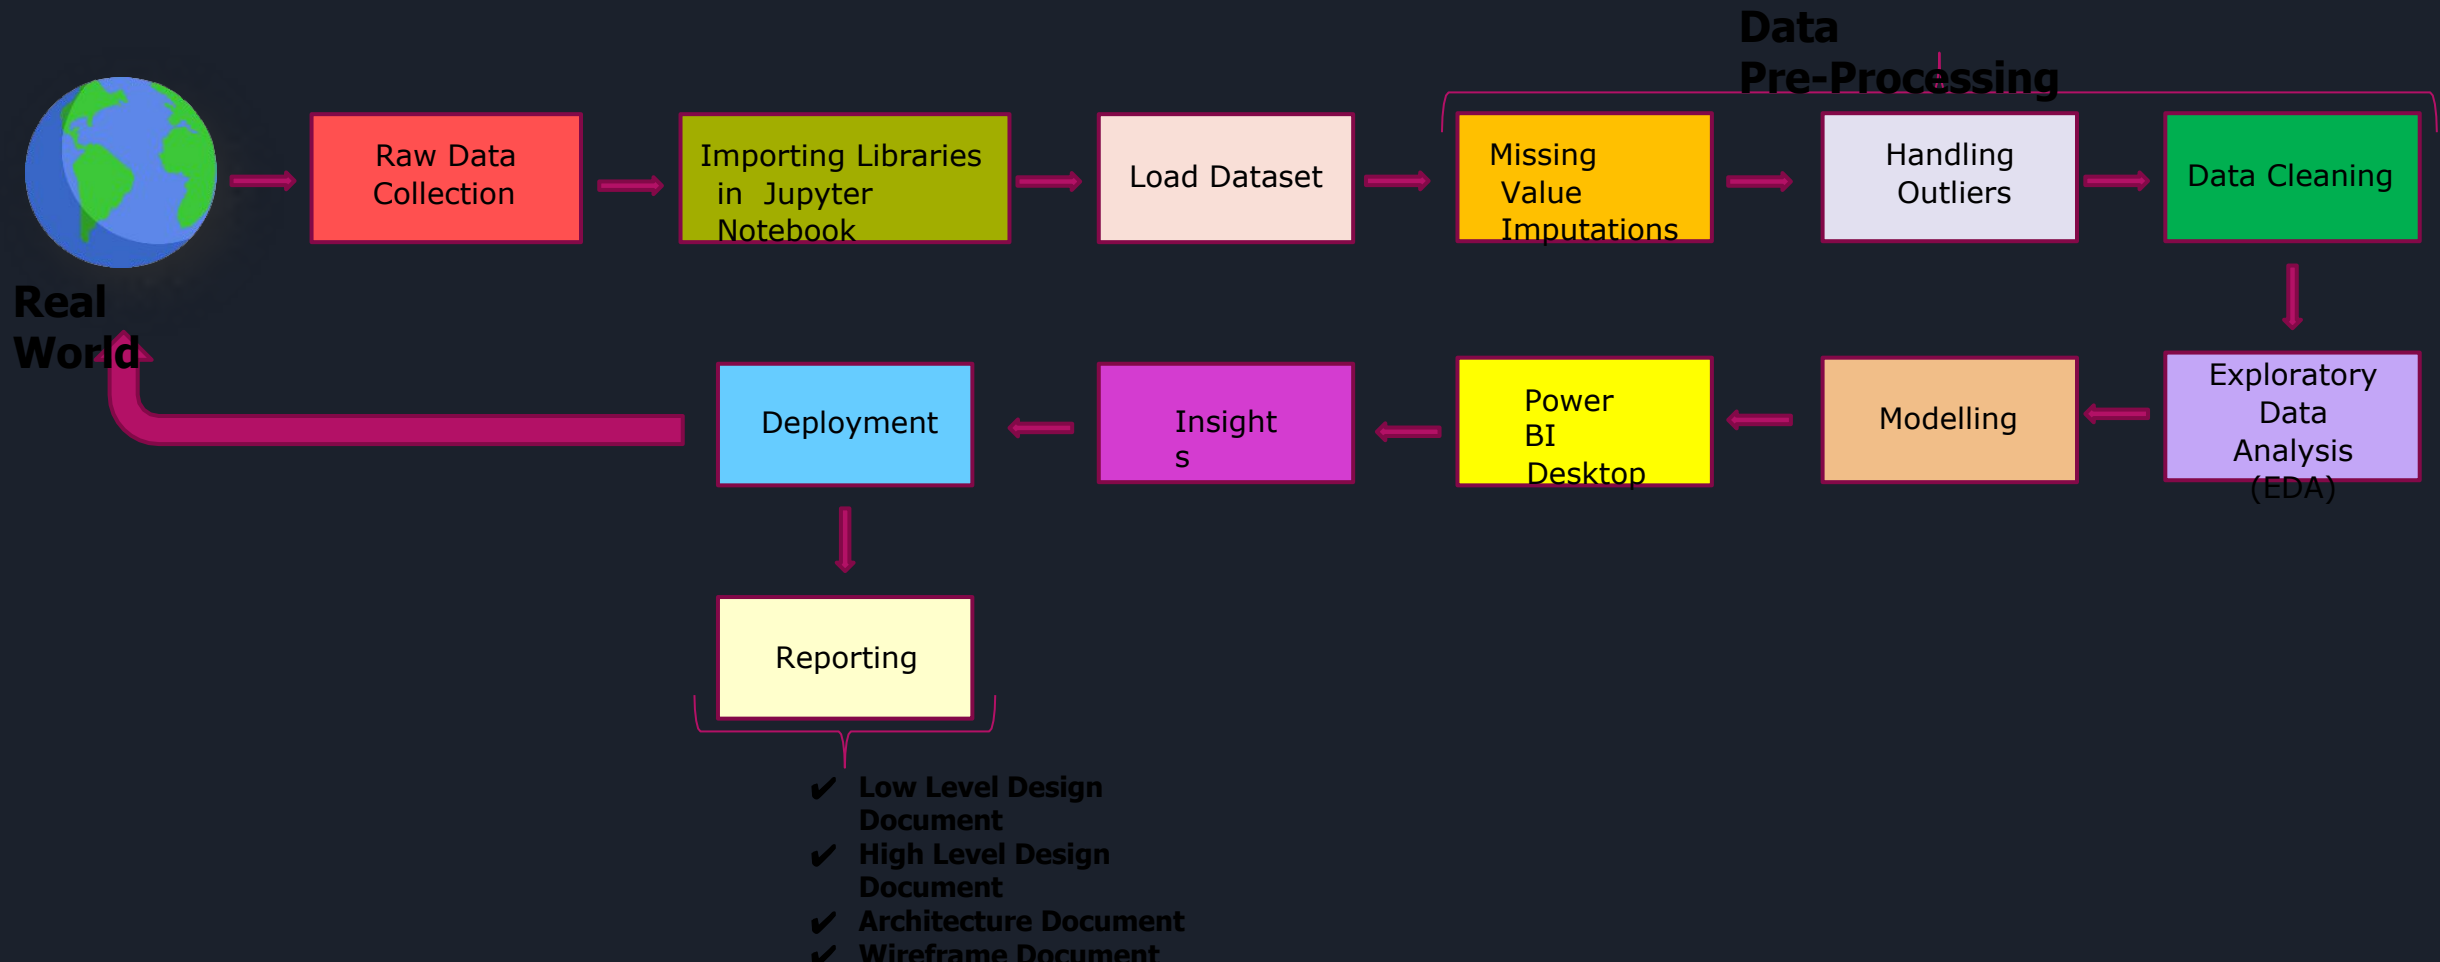 Data
Pre-Processing
Raw Data
Collection
Importing Libraries
in Jupyter
Notebook
Load Dataset
Missing
Value
Imputations
Handling
Outliers
Data Cleaning
Real
World
Deployment
Insight
s
Power
BI
Desktop
Modelling
Exploratory
Data
Analysis
(EDA)
Reporting
✔ Low Level Design
Document
✔ High Level Design
Document
✔ Architecture Document
✔ Wireframe Document